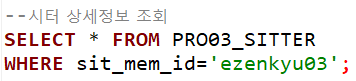 --시터 상세정보 조회
SELECT * FROM PRO03_SITTER
WHERE sit_mem_id='ezenkyu03';